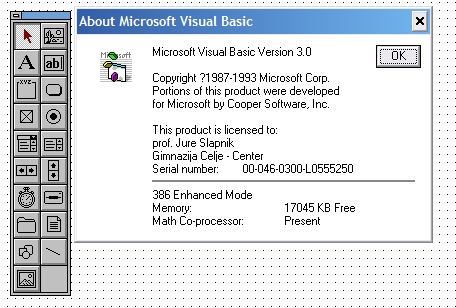 About Microsoft Visual Basic
A
ab
XYZ
Microsoft
Microsoft Visual Basic Version 3.0
OK
Copyright ?1987-1993 Microsoft Corp.
Portions of this product were developed
for Microsoft by Cooper Software, Inc.
This product is licensed to:
prof. Jure Slapnik
Gimnazija Celje - Center
Serial number: 00-046-0300-L0555250
386 Enhanced Mode
Memory: 17045 KB Free
Math Co-processor: Present